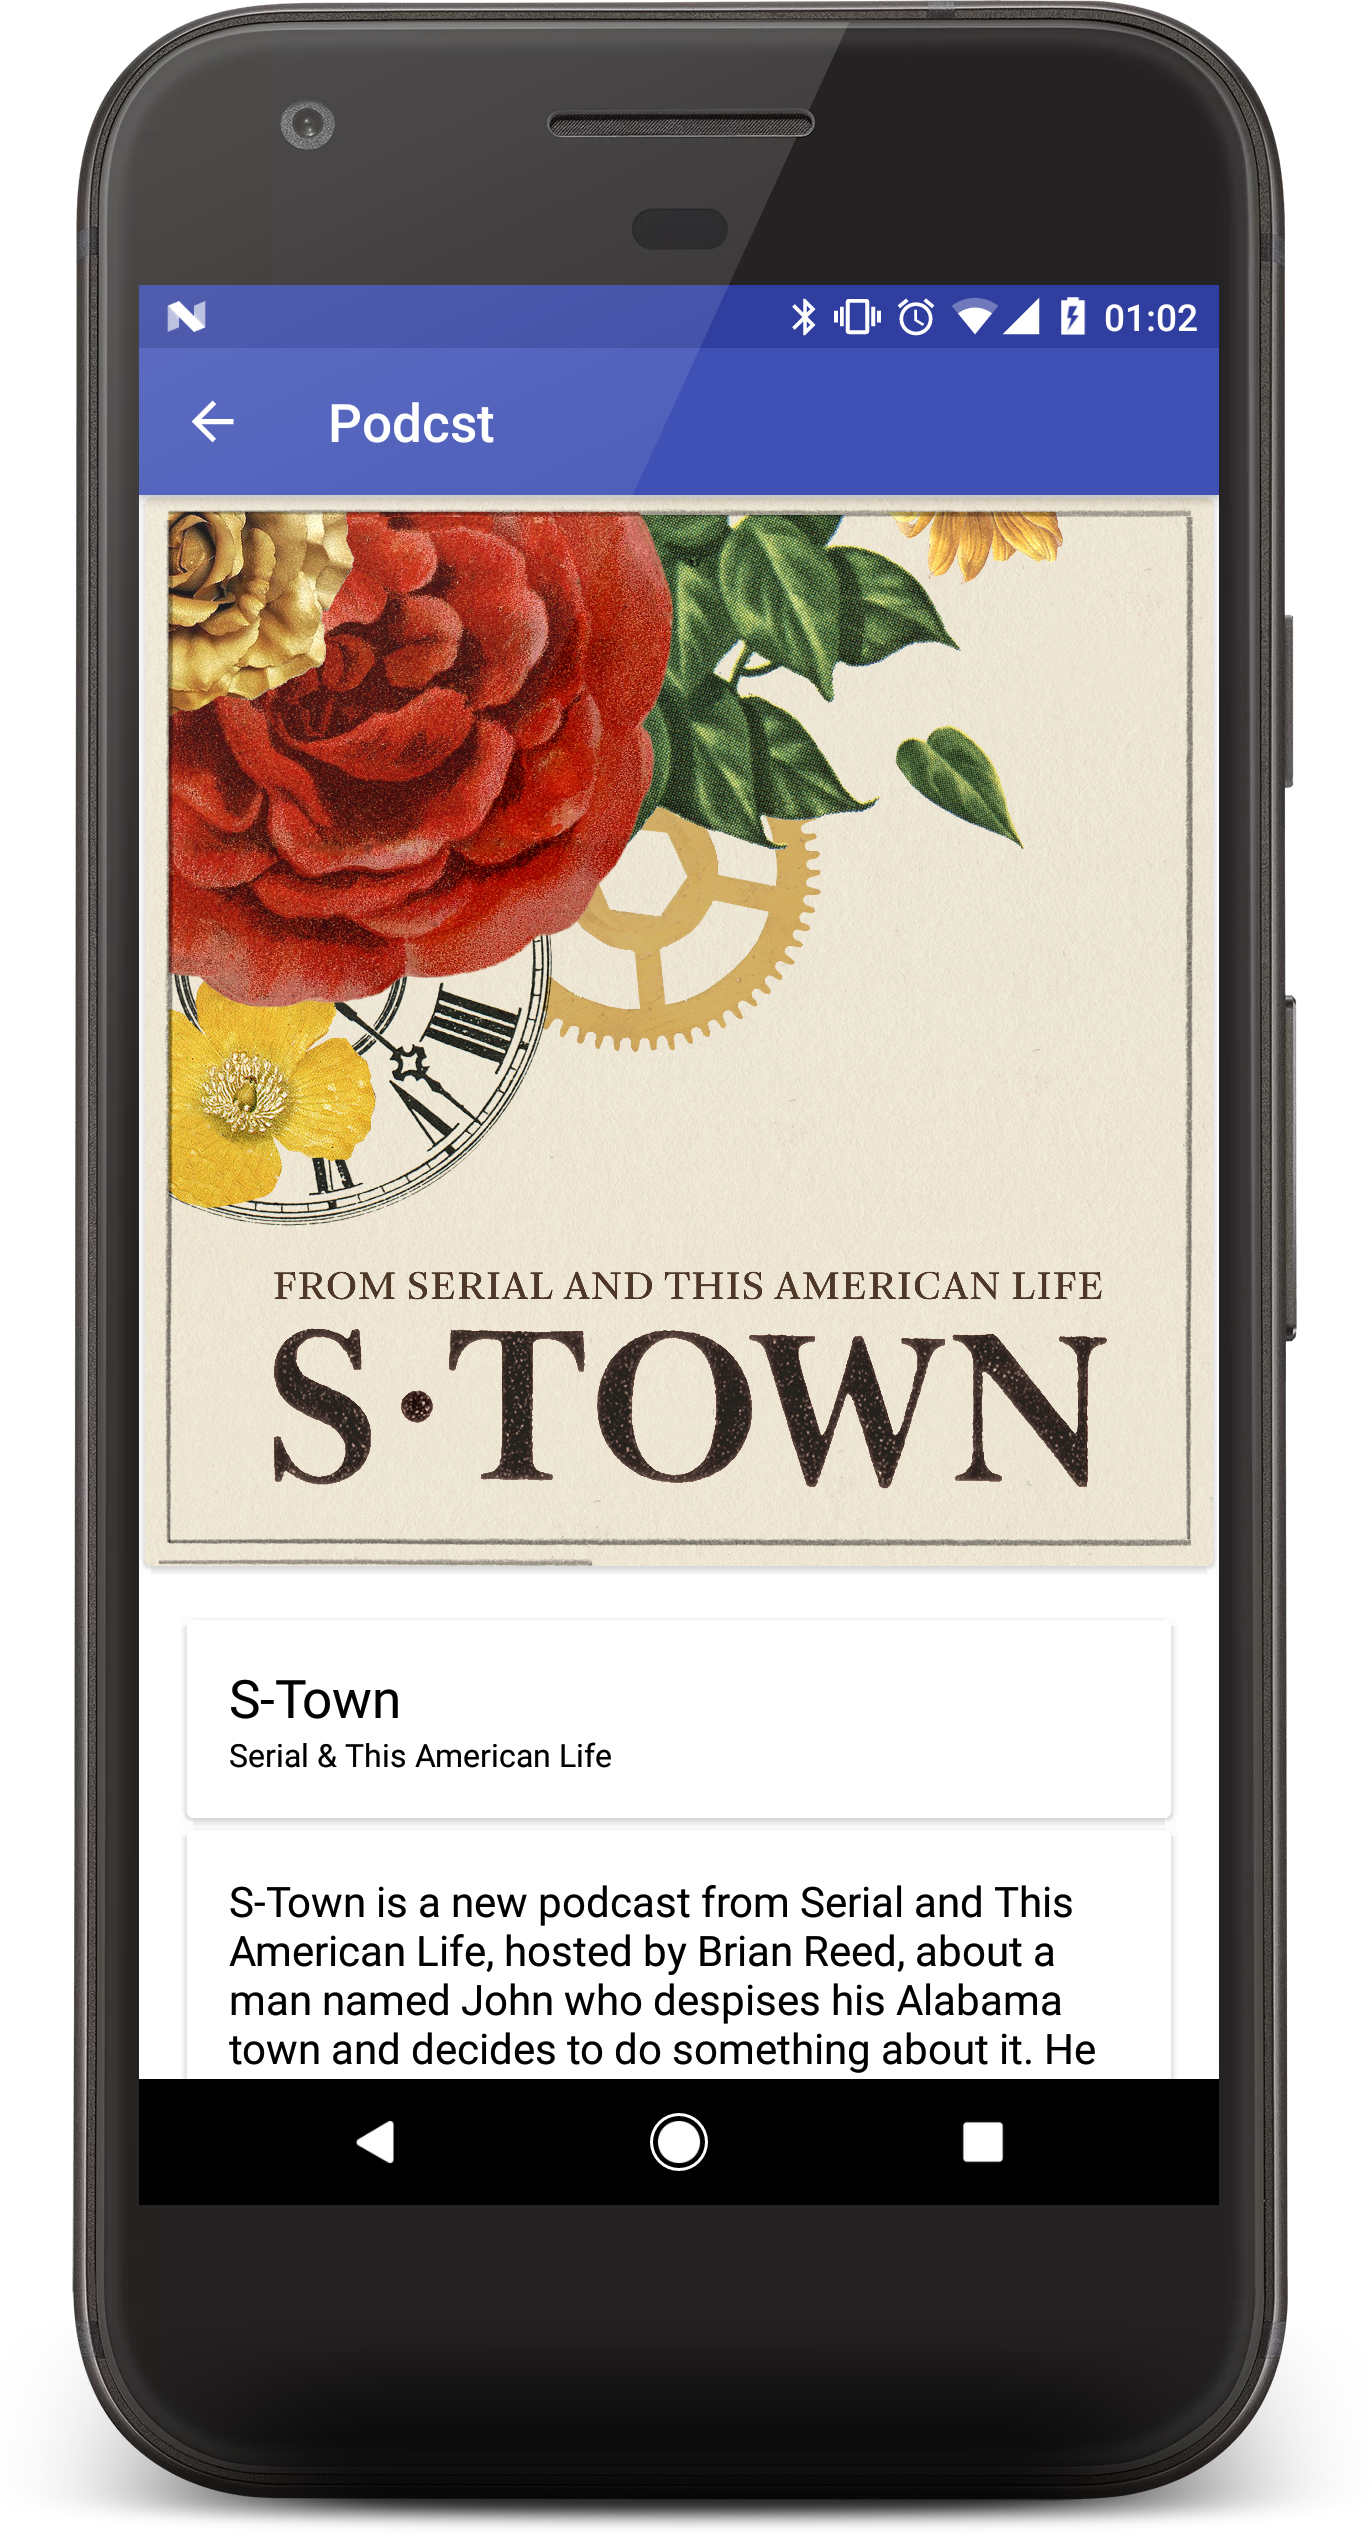 01:02
Podcst
FROM SERIAL AND THIS AMERICAN LIFE
S·TOWN
S-Town
Serial & This American Life
S-Town is a new podcast from Serial and This
American Life, hosted by Brian Reed, about a
man named John who despises his Alabama
town and decides to do something about it. He